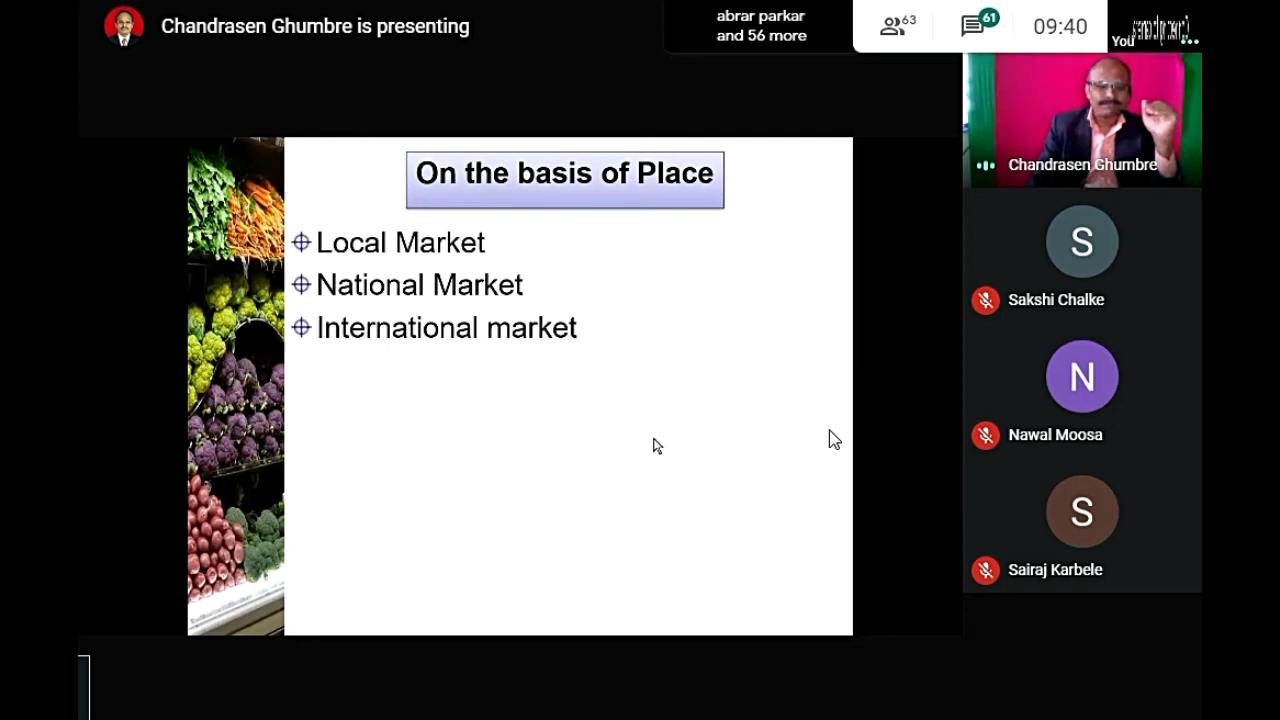 Chandrasen Ghumbre is presenting
abrar parkar
and 56 more
63
61
09:40
You
Chandrasen Ghumbre
On the basis of Place
Local Market
National Market
International market
S
Sakshi Chalke
N
Nawal Moosa
S
Sairaj Karbele